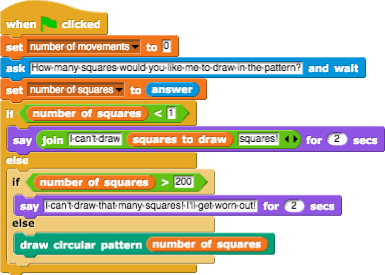 when clicked
set number of movements to 0
ask How many squares would you like me to draw in the pattern? and wait
set number of squares to answer
if number of squares < 1
say join I can't draw squares to draw squares! for 2 secs
else
if number of squares > 200
say I can't draw that many squares! I'll get worn out! for 2 secs
else
draw circular pattern number of squares